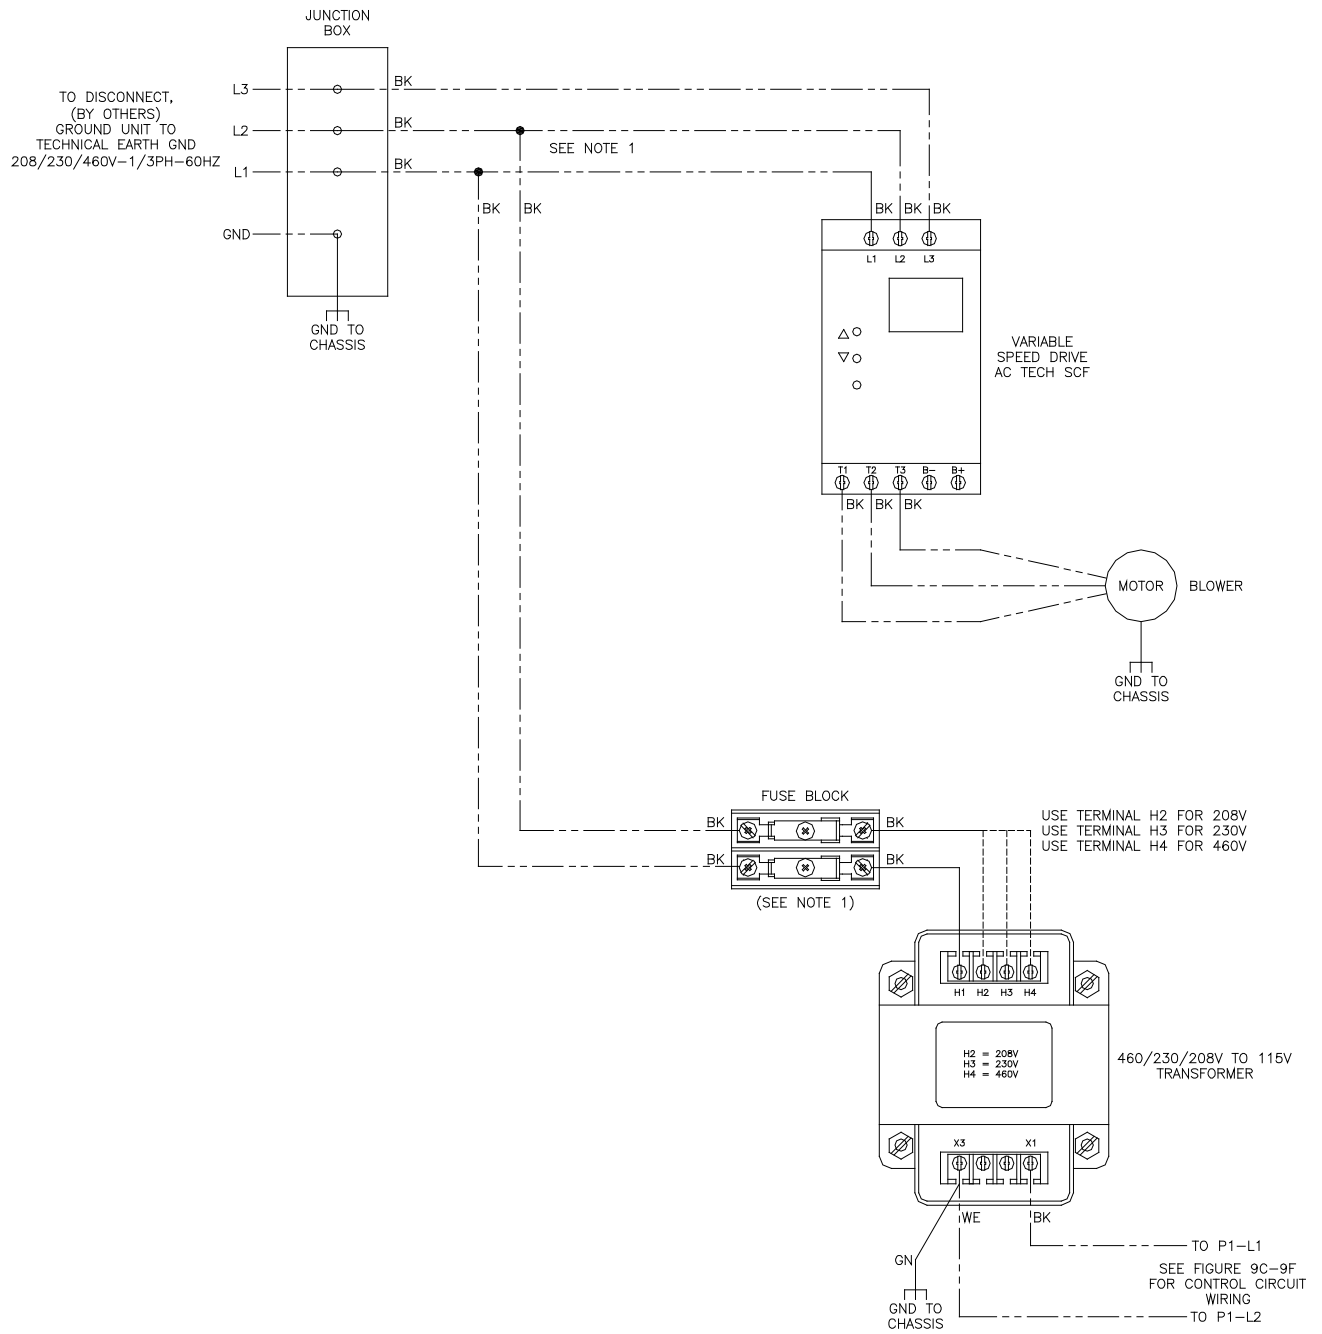 JUNCTION
BOX
TO DISCONNECT,
(BY OTHERS)
GROUND UNIT TO
TECHNICAL EARTH GND
208/230/460V-1/3PH-60HZ
L3
BK
L2
BK
SEE NOTE 1
L1
BK
BK
BK
BK
BK
BK
GND
GND TO
CHASSIS
L1
L2
L3
VARIABLE
SPEED DRIVE
AC TECH SCF
T1
T2
T3
B-
B+
BK
BK
BK
MOTOR
BLOWER
GND TO
CHASSIS
FUSE BLOCK
BK
BK
BK
BK
(SEE NOTE 1)
USE TERMINAL H2 FOR 208V
USE TERMINAL H3 FOR 230V
USE TERMINAL H4 FOR 460V
H1
H2
H3
H4
H2 = 208V
H3 = 230V
H4 = 460V
460/230/208V TO 115V
TRANSFORMER
X3
X1
WE
BK
GN
GND TO
CHASSIS
TO P1-L1
SEE FIGURE 9C-9F
FOR CONTROL CIRCUIT
WIRING
TO P1-L2